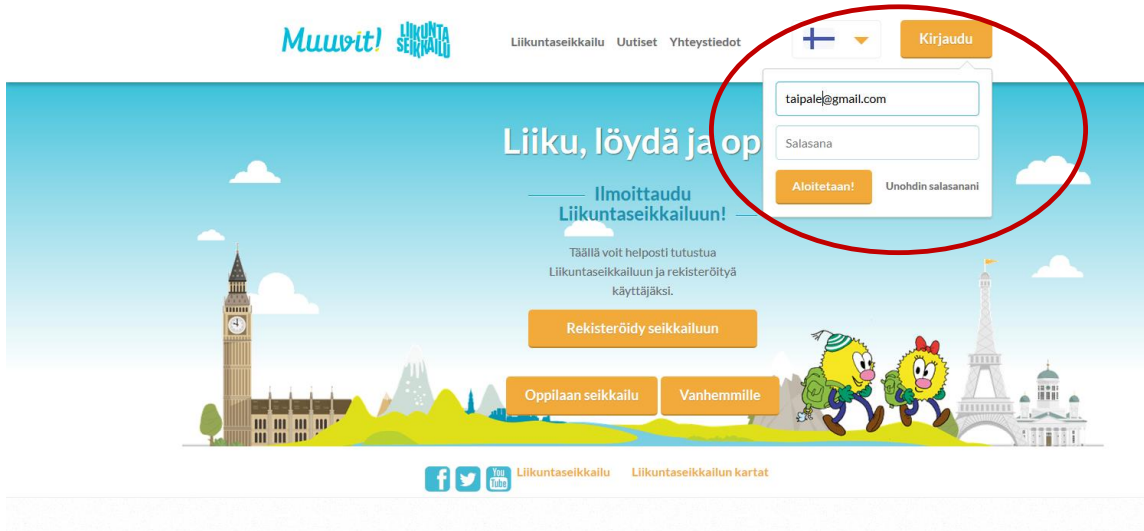 Muuvit!
LIIKUNTA
SEIKKAILU
Liikuntaseikkailu Uutiset Yhteystiedot
Kirjaudu
taipale@gmail.com
Salasana
Aloitetaan! Unohdin salasanani
Liiku, löydä ja op
Ilmoittaudu
Liikuntaseikkailuun!
Täällä voit helposti tutustua
Liikuntaseikkailuun ja rekisteröityä
käyttäjäksi.
Rekisteröidy seikkailuun
Oppilaan seikkailu Vanhemmille
You
Tube
Liikuntaseikkailu Liikuntaseikkailun kartat